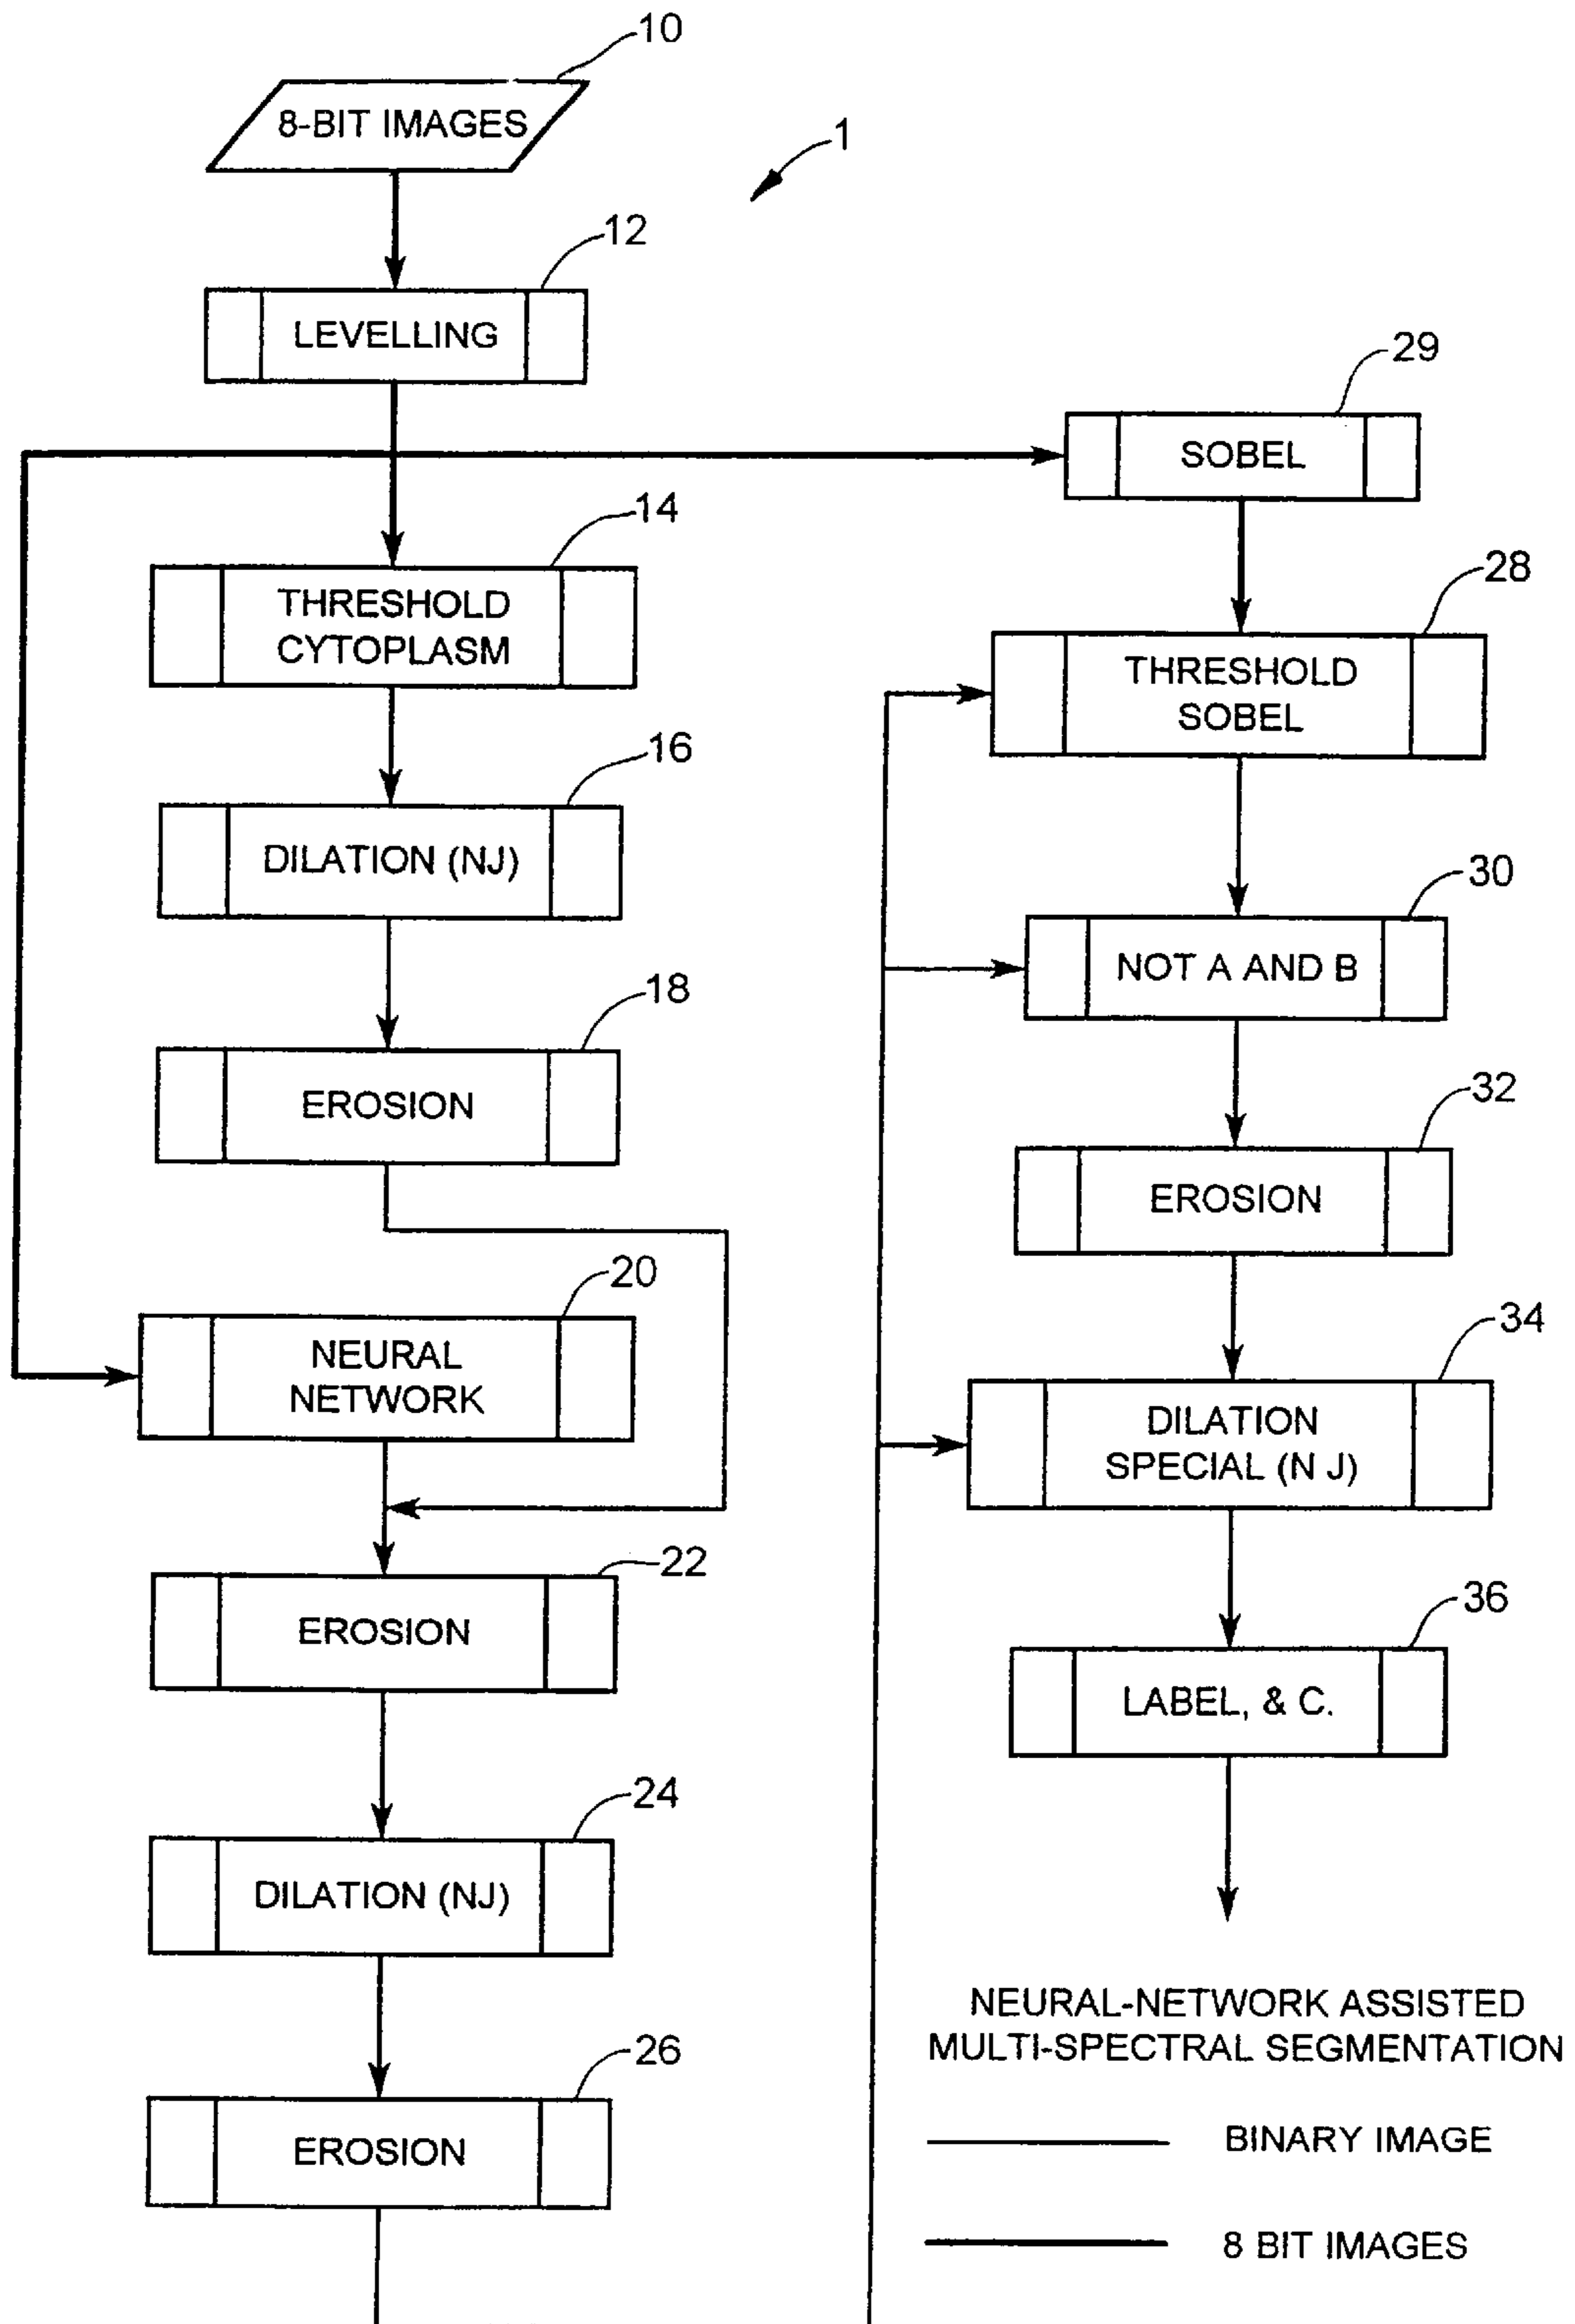 10
8-BIT IMAGES
1
12
LEVELLING
29
SOBEL
14
THRESHOLD
CYTOPLASM
28
THRESHOLD
SOBEL
16
DILATION (NJ)
30
NOT A AND B
18
EROSION
32
EROSION
20
NEURAL
NETWORK
34
DILATION
SPECIAL (N J)
22
EROSION
36
LABEL, & C.
24
DILATION (NJ)
26
EROSION
NEURAL-NETWORK ASSISTED
MULTI-SPECTRAL SEGMENTATION
BINARY IMAGE
8 BIT IMAGES